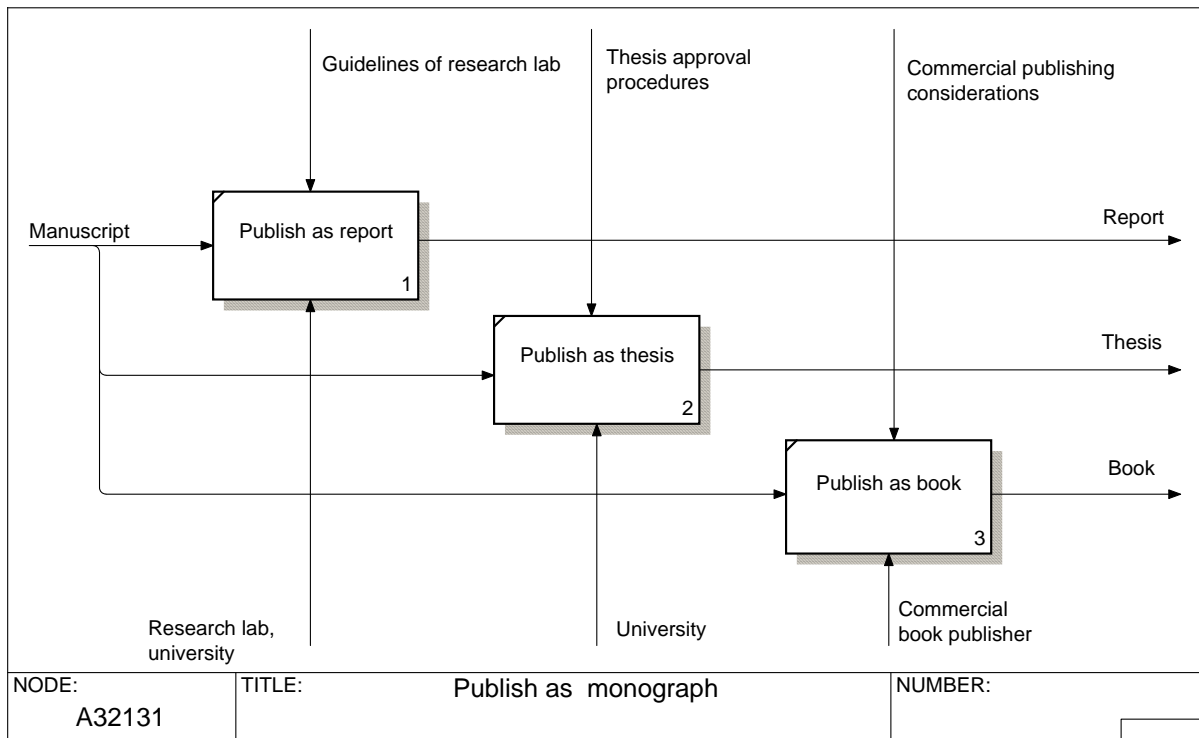 Guidelines of research lab
Thesis approval
procedures
Commercial publishing
considerations
Manuscript
Publish as report
1
Report
Publish as thesis
2
Thesis
Publish as book
3
Book
Research lab,
university
University
Commercial
book publisher
NODE:
A32131
TITLE:
Publish as  monograph
NUMBER: